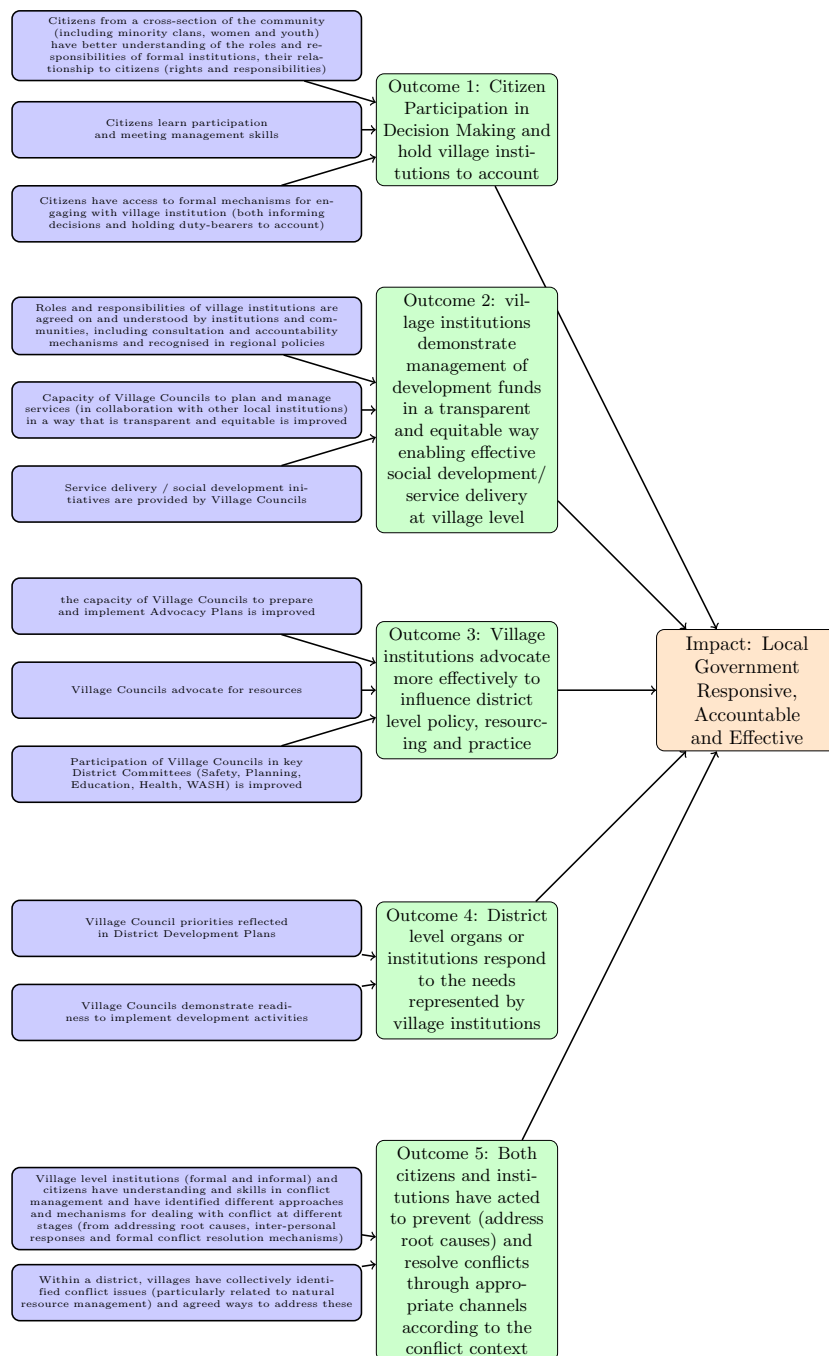 Citizens from a cross-section of the community
(including minority clans, women and youth)
have better understanding of the roles and re-
sponsibilities of formal institutions, their rela-
tionship to citizens (rights and responsibilities)
Citizens learn participation
and meeting management skills
Citizens have access to formal mechanisms for en-
gaging with village institution (both informing
decisions and holding duty-bearers to account)
Outcome 1: Citizen
Participation in
Decision Making and
hold village insti-
tutions to account
Roles and responsibilities of village institutions are
agreed on and understood by institutions and com-
munities, including consultation and accountability
mechanisms and recognised in regional policies
Capacity of Village Councils to plan and manage
services (in collaboration with other local institutions)
in a way that is transparent and equitable is improved
Service delivery / social development ini-
tiatives are provided by Village Councils
Outcome 2: vil-
lage institutions
demonstrate
management of
development funds
in a transparent
and equitable way
enabling effective
social development/
service delivery
at village level
the capacity of Village Councils to prepare
and implement Advocacy Plans is improved
Village Councils advocate for resources
Participation of Village Councils in key
District Committees (Safety, Planning,
Education, Health, WASH) is improved
Outcome 3: Village
institutions advocate
more effectively to
influence district
level policy, resourc-
ing and practice
Impact: Local
Government
Responsive,
Accountable
and Effective
Village Council priorities reflected
in District Development Plans
Village Councils demonstrate readi-
ness to implement development activities
Outcome 4: District
level organs or
institutions respond
to the needs
represented by
village institutions
Village level institutions (formal and informal) and
citizens have understanding and skills in conflict
management and have identified different approaches
and mechanisms for dealing with conflict at different
stages (from addressing root causes, inter-personal
responses and formal conflict resolution mechanisms)
Within a district, villages have collectively identi-
fied conflict issues (particularly related to natural
resource management) and agreed ways to address these
Outcome 5: Both
citizens and insti-
tutions have acted
to prevent (address
root causes) and
resolve conflicts
through appro-
priate channels
according to the
conflict context